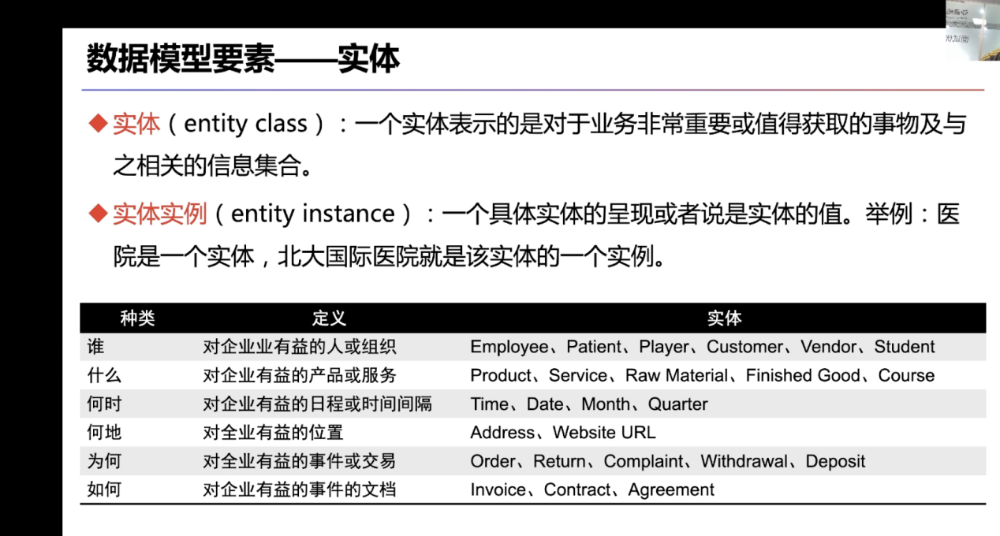 数据模型要素——实体
◆实体（entity class）：一个实体表示的是对于业务非常重要或值得获取的事物及与
之相关的信息集合。
◆实体实例（entity instance）：一个具体实体的呈现或者说是实体的值。举例：医
院是一个实体，北大国际医院就是该实体的一个实例。
种类 定义 实体
谁 对企业业有益的人或组织 Employee、Patient、Player、Customer、Vendor、Student
什么 对企业有益的产品或服务 Product、Service、Raw Material、Finished Good、Course
何时 对企业有益的日程或时间间隔 Time、Date、Month、Quarter
何地 对全业有益的位置 Address、Website URL
为何 对全业有益的事件或交易 Order、Return、Complaint、Withdrawal、Deposit
如何 对企业有益的事件的文档 Invoice、Contract、Agreement